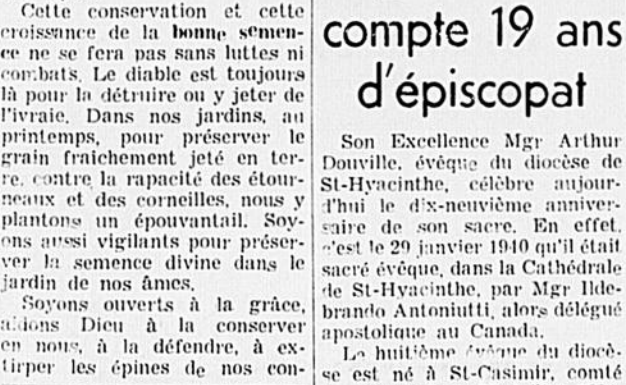 Cette conservation et cette
croissance de la bonne semen-
ce ne se fera pas sans luttes ni
combats. Le diable est toujours
là pour la détruire ou y jeter de
l'ivraie. Dans nos jardins, au
printemps, pour préserver le
grain fraichement jeté en ter-
re, contre la rapacité des étour-
neaux et des corneilles, nous y
plantons un épouvantail. Soy-
ons aussi vigilants pour préser-
ver la semence divine dans le
jardin de nos âmes.
Soyons ouverts à la grâce,
aidons Dieu à la conserver
en nous, à la défendre, à ex-
tirper les épines de nos con-
compte 19 ans
d'épiscopat
Son Excellence Mgr Arthur
Douville, évêque du diocèse de
St-Hyacinthe, célèbre aujour-
d'hui le dix-neuvième anniver-
saire de son sacre. En effet,
c'est le 29 janvier 1940 qu'il était
sacré évêque, dans la Cathédrale
de St-Hyacinthe, par Mgr Ilde-
brando Antoniutti, alors délégué
apostolique au Canada.
Le huitième évêque du diocè-
se est né à St-Casimir, comté